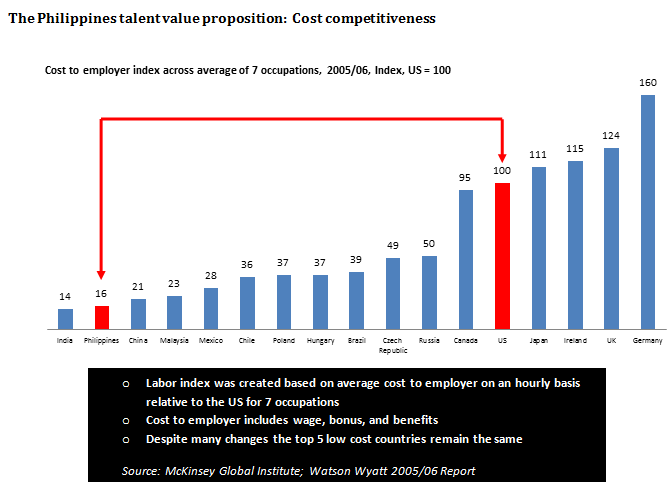 The Philippines talent value proposition: Cost competitiveness
Cost to employer index across average of 7 occupations, 2005/06, Index, US = 100
14
16
21
23
28
36
37
37
39
49
50
95
100
111
115
124
160
India
Philippines
China
Malaysia
Mexico
Chile
Poland
Hungary
Brazil
Czech
Republic
Russia
Canada
US
Japan
Ireland
UK
Germany
o Labor index was created based on average cost to employer on an hourly basis
relative to the US for 7 occupations
o Cost to employer includes wage, bonus, and benefits
o Despite many changes the top 5 low cost countries remain the same
Source: McKinsey Global Institute; Watson Wyatt 2005/06 Report